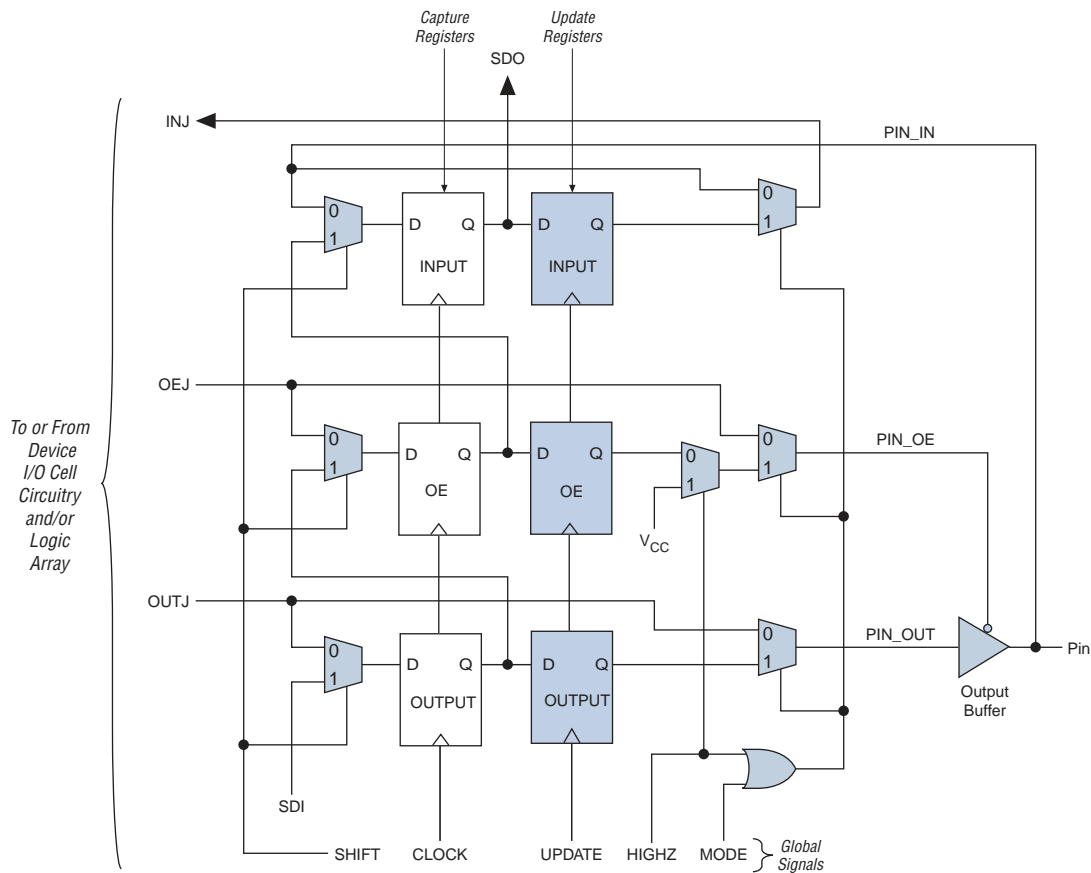 Capture
Registers
Update
Registers
SDO
INJ
PIN_IN
0
1
D Q
INPUT
D Q
INPUT
0
1
OEJ
To or From
Device
I/O Cell
Circuitry
and/or
Logic
Array
0
1
D Q
OE
D Q
OE
0
1
0
1
PIN_OE
VCC
OUTJ
0
1
D Q
OUTPUT
D Q
OUTPUT
0
1
PIN_OUT
Pin
Output
Buffer
SDI
SHIFT
CLOCK
UPDATE
HIGHZ
MODE
Global
Signals